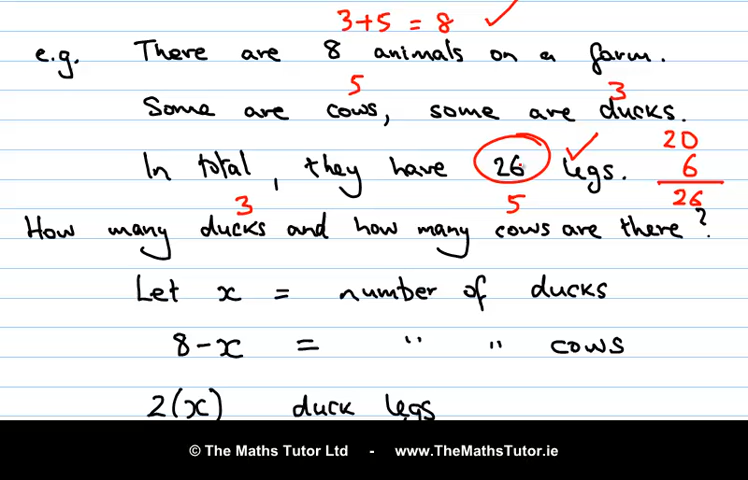 3+5 = 8 ✓
e.g. There are 8 animals on a farm.
5 3
Some are cows, some are ducks.
20
In total, they have 26 legs. ✓ 6
3 5 26
How many ducks and how many cows are there?
Let x = number of ducks
8-x = " " cows
2(x) duck legs
© The Maths Tutor Ltd - www.TheMathsTutor.ie